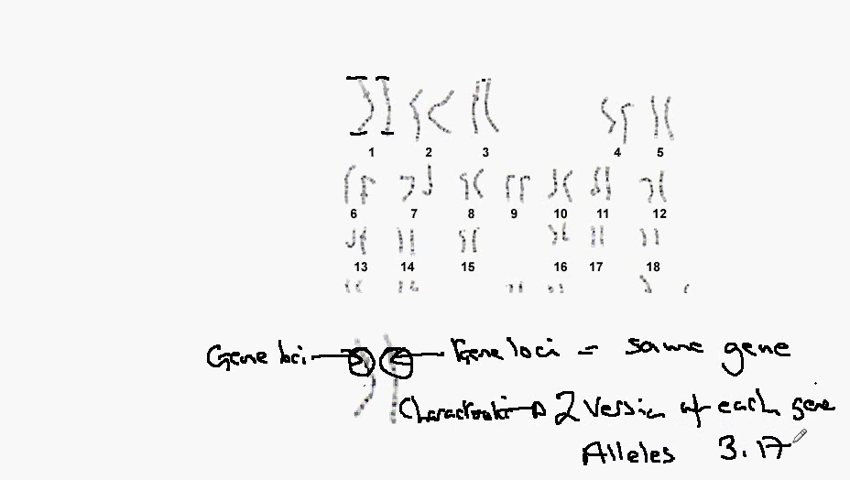 1 2 3 4 5
6 7 8 9 10 11 12
13 14 15 16 17 18
Gene loci Gene loci = same gene
2 version of each gene
Alleles 3.17